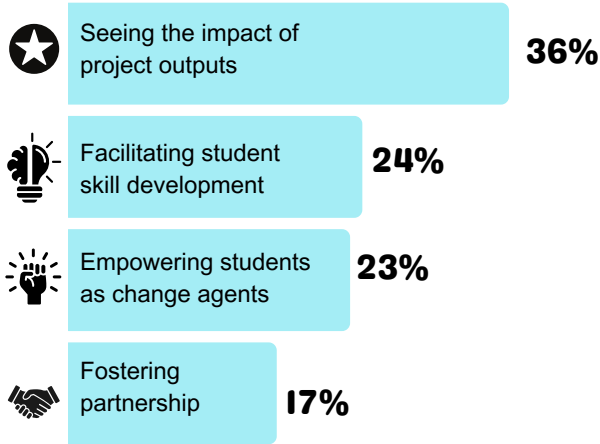 Seeing the impact of
project outputs
36%
Facilitating student
skill development
24%
Empowering students
as change agents
23%
Fostering
partnership
17%